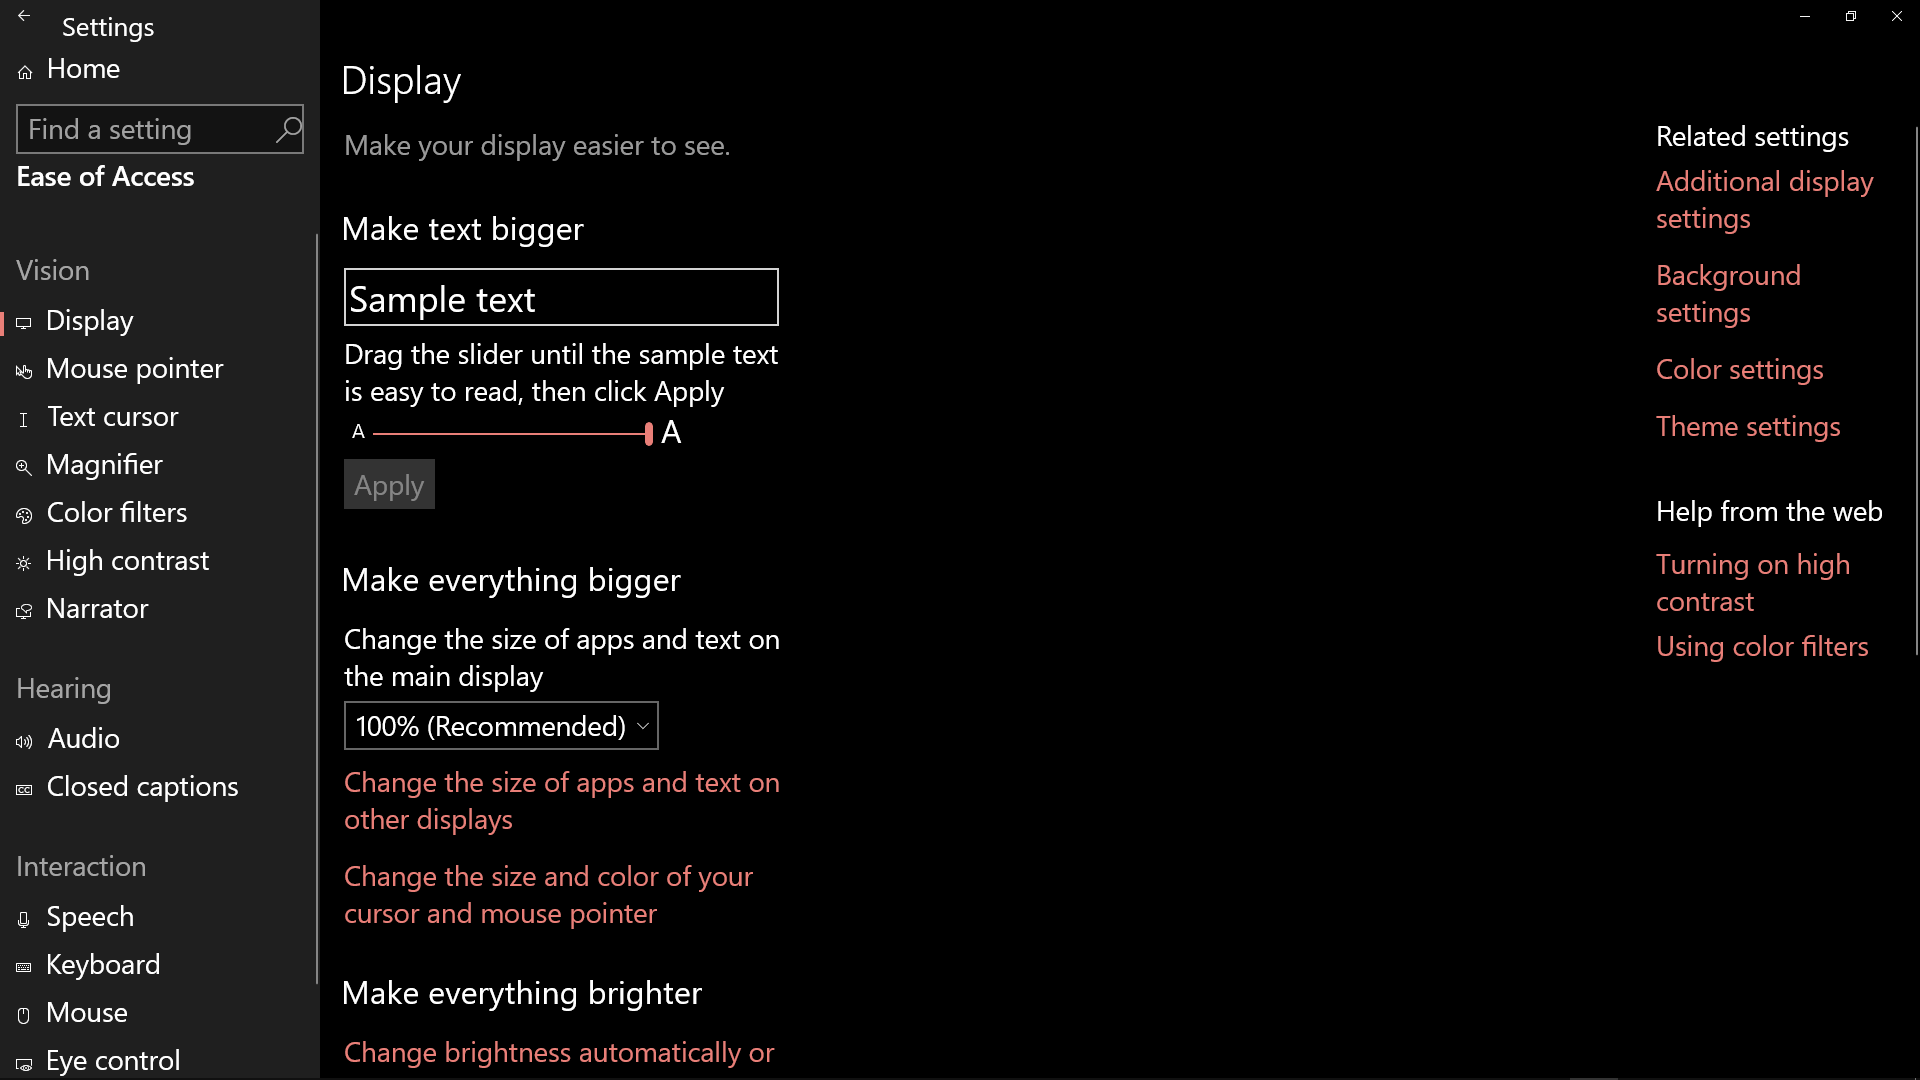 Settings
Home
Find a setting
Ease of Access
Vision
Display
Mouse pointer
Text cursor
Magnifier
Color filters
High contrast
Narrator
Hearing
Audio
Closed captions
Interaction
Speech
Keyboard
Mouse
Eye control
Display
Make your display easier to see.
Make text bigger
Sample text
Drag the slider until the sample text
is easy to read, then click Apply
A A
Apply
Make everything bigger
Change the size of apps and text on
the main display
100% (Recommended)
Change the size of apps and text on
other displays
Change the size and color of your
cursor and mouse pointer
Make everything brighter
Change brightness automatically or
Related settings
Additional display
settings
Background
settings
Color settings
Theme settings
Help from the web
Turning on high
contrast
Using color filters